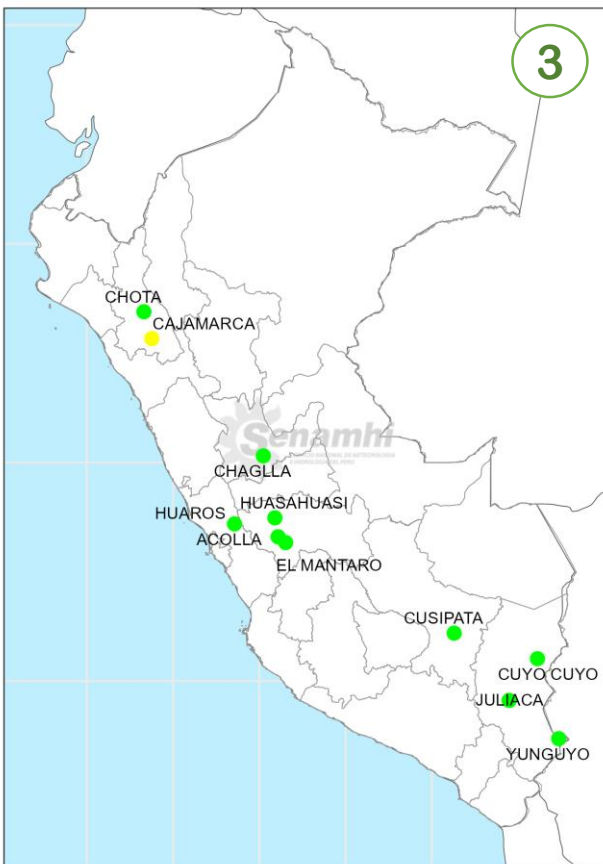 3
CHOTA
CAJAMARCA
Senamhi
CHAGLLA
HUASAHUASI
HUAROS
ACOLLA
EL MANTARO
CUSIPATA
CUYO CUYO
JULIACA
YUNGUYO